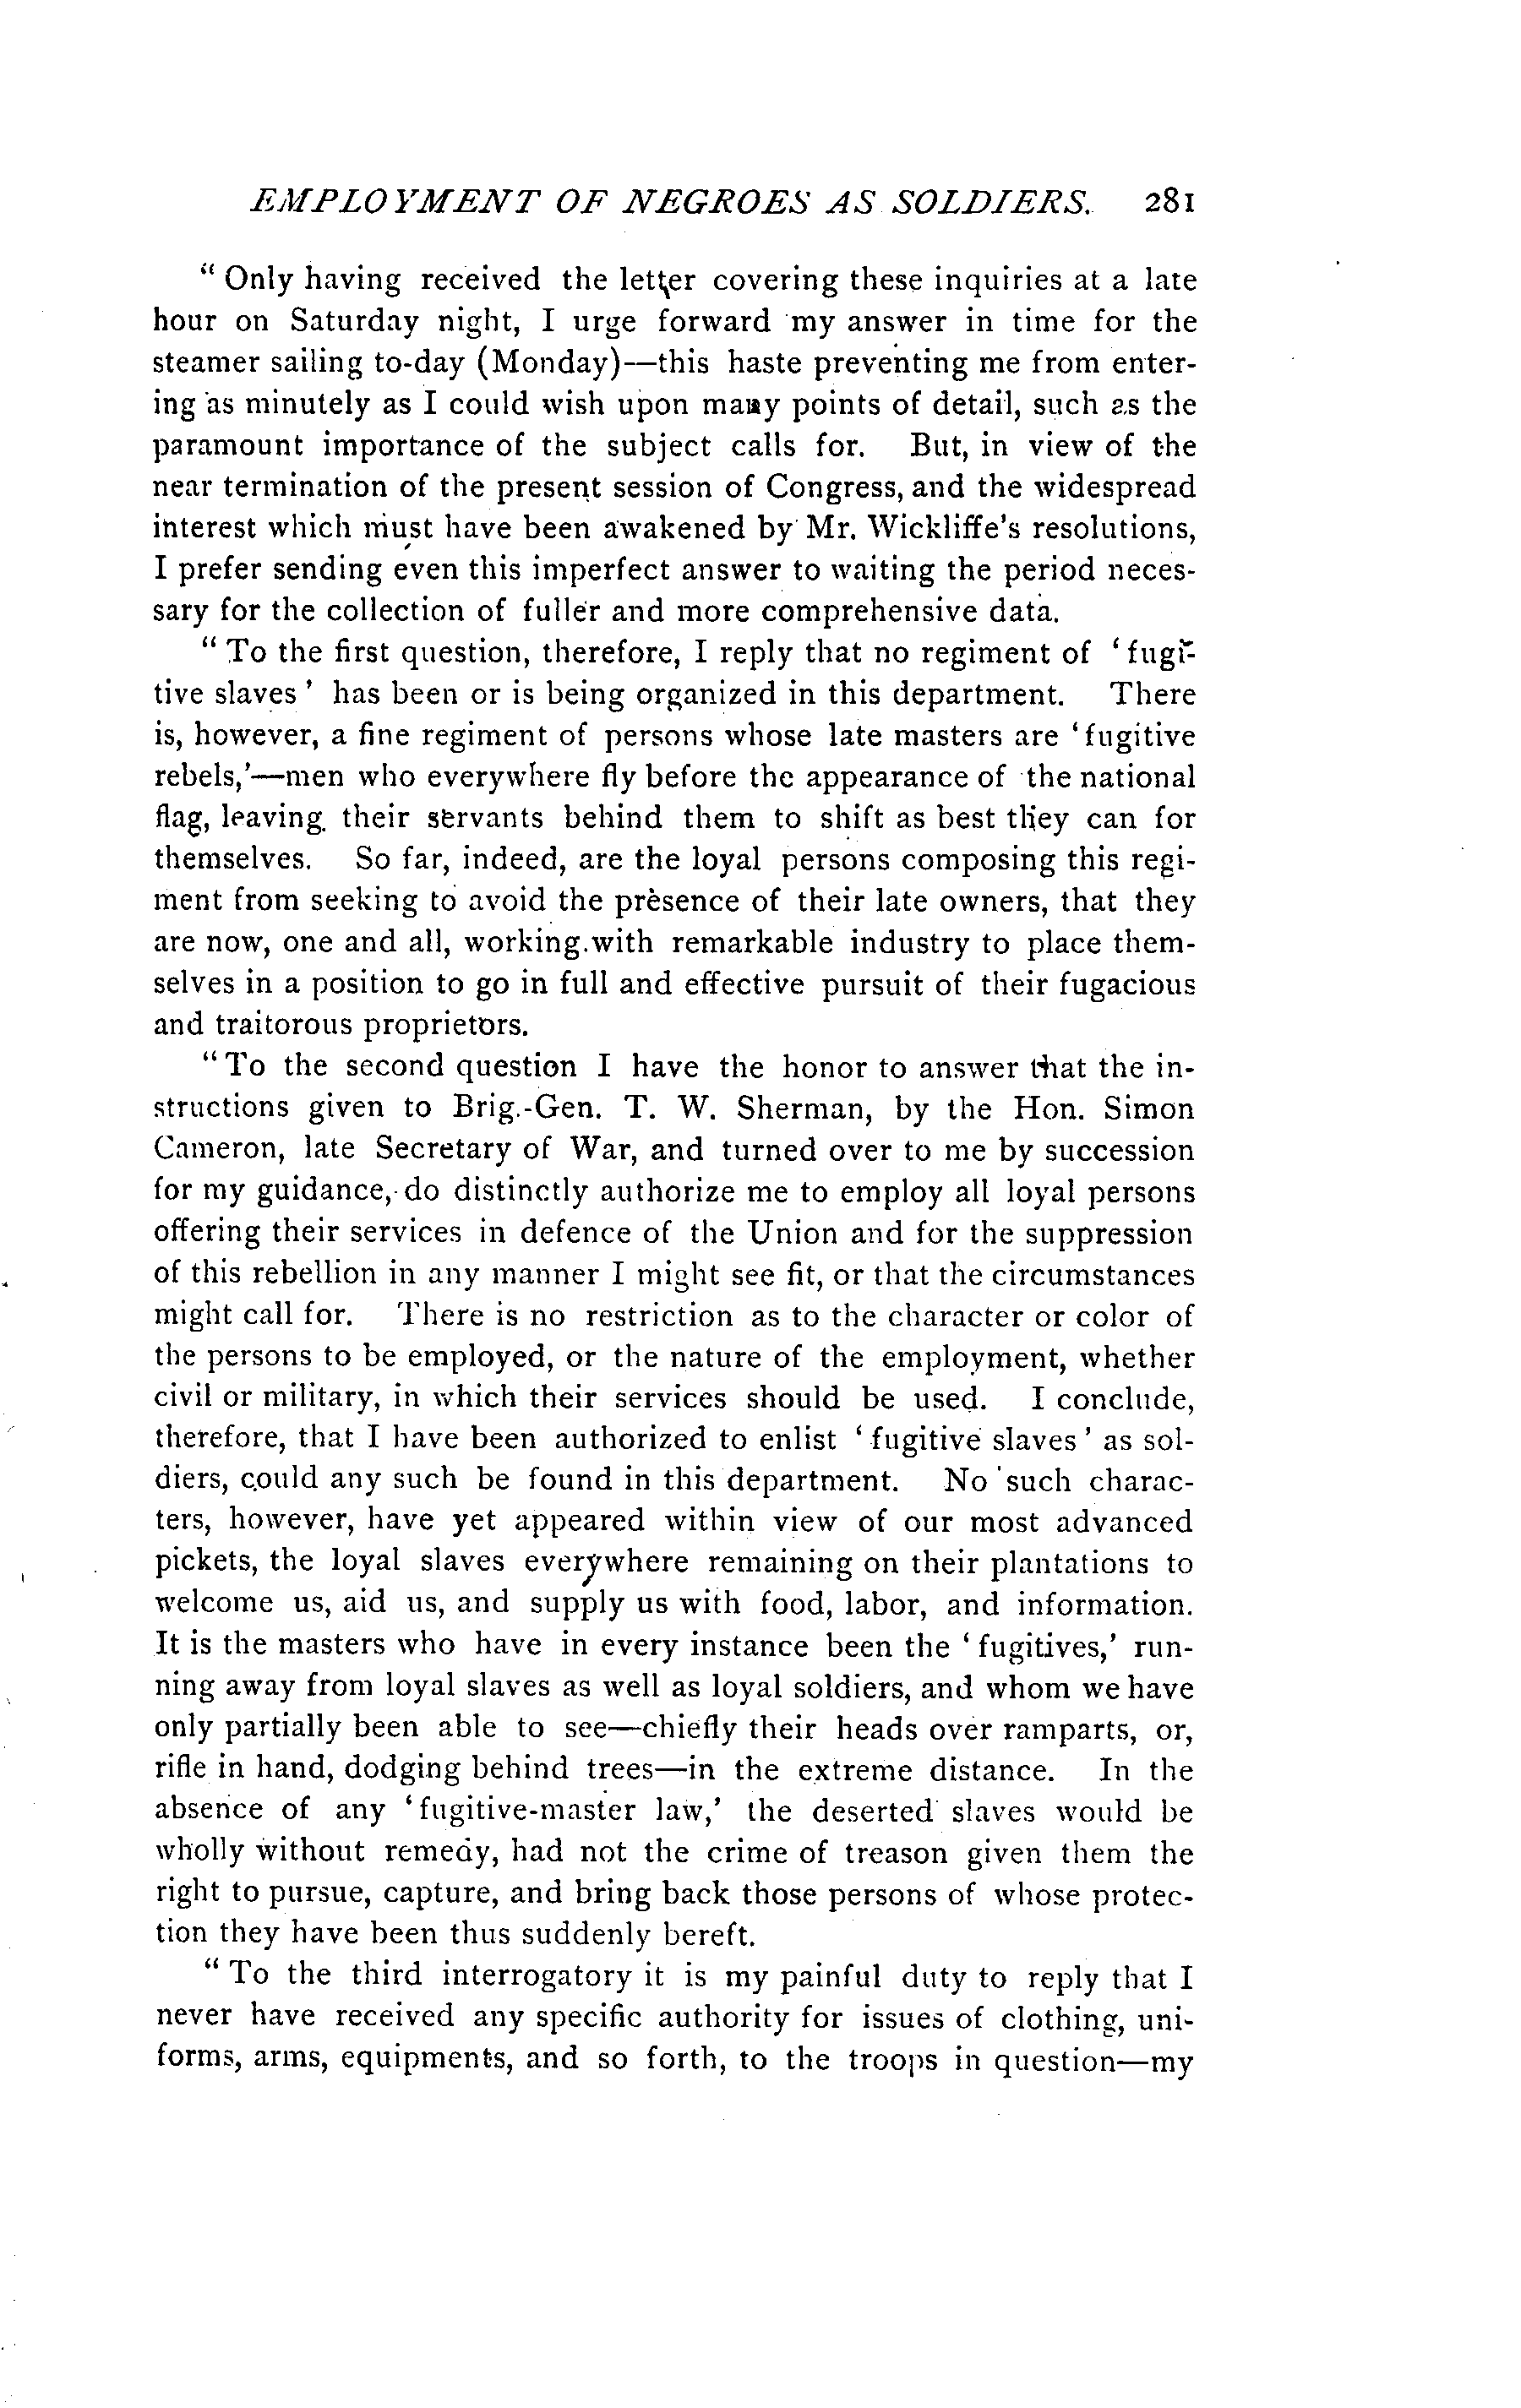 EMPLOYMENT OF NEGROES AS SOLDIERS. 281
“ Only having received the letter covering these inquiries at a late
hour on Saturday night, I urge forward my answer in time for the
steamer sailing to-day (Monday)—this haste preventing me from enter-
ing as minutely as I could wish upon many points of detail, such as the
paramount importance of the subject calls for. But, in view of the
near termination of the present session of Congress, and the widespread
interest which must have been awakened by Mr. Wickliffe's resolutions,
I prefer sending even this imperfect answer to waiting the period neces-
sary for the collection of fuller and more comprehensive data.
“ To the first question, therefore, I reply that no regiment of ‘ fugi-
tive slaves ’ has been or is being organized in this department. There
is, however, a fine regiment of persons whose late masters are ‘ fugitive
rebels,’—men who everywhere fly before the appearance of the national
flag, leaving their servants behind them to shift as best they can for
themselves. So far, indeed, are the loyal persons composing this regi-
ment from seeking to avoid the presence of their late owners, that they
are now, one and all, working with remarkable industry to place them-
selves in a position to go in full and effective pursuit of their fugacious
and traitorous proprietors.
“ To the second question I have the honor to answer that the in-
structions given to Brig.-Gen. T. W. Sherman, by the Hon. Simon
Cameron, late Secretary of War, and turned over to me by succession
for my guidance, do distinctly authorize me to employ all loyal persons
offering their services in defence of the Union and for the suppression
of this rebellion in any manner I might see fit, or that the circumstances
might call for. There is no restriction as to the character or color of
the persons to be employed, or the nature of the employment, whether
civil or military, in which their services should be used. I conclude,
therefore, that I have been authorized to enlist ‘ fugitive slaves ’ as sol-
diers, could any such be found in this department. No such charac-
ters, however, have yet appeared within view of our most advanced
pickets, the loyal slaves everywhere remaining on their plantations to
welcome us, aid us, and supply us with food, labor, and information.
It is the masters who have in every instance been the ‘ fugitives,’ run-
ning away from loyal slaves as well as loyal soldiers, and whom we have
only partially been able to see—chiefly their heads over ramparts, or,
rifle in hand, dodging behind trees—in the extreme distance. In the
absence of any ‘ fugitive-master law,’ the deserted slaves would be
wholly without remedy, had not the crime of treason given them the
right to pursue, capture, and bring back those persons of whose protec-
tion they have been thus suddenly bereft.
“ To the third interrogatory it is my painful duty to reply that I
never have received any specific authority for issues of clothing, uni-
forms, arms, equipments, and so forth, to the troops in question—my